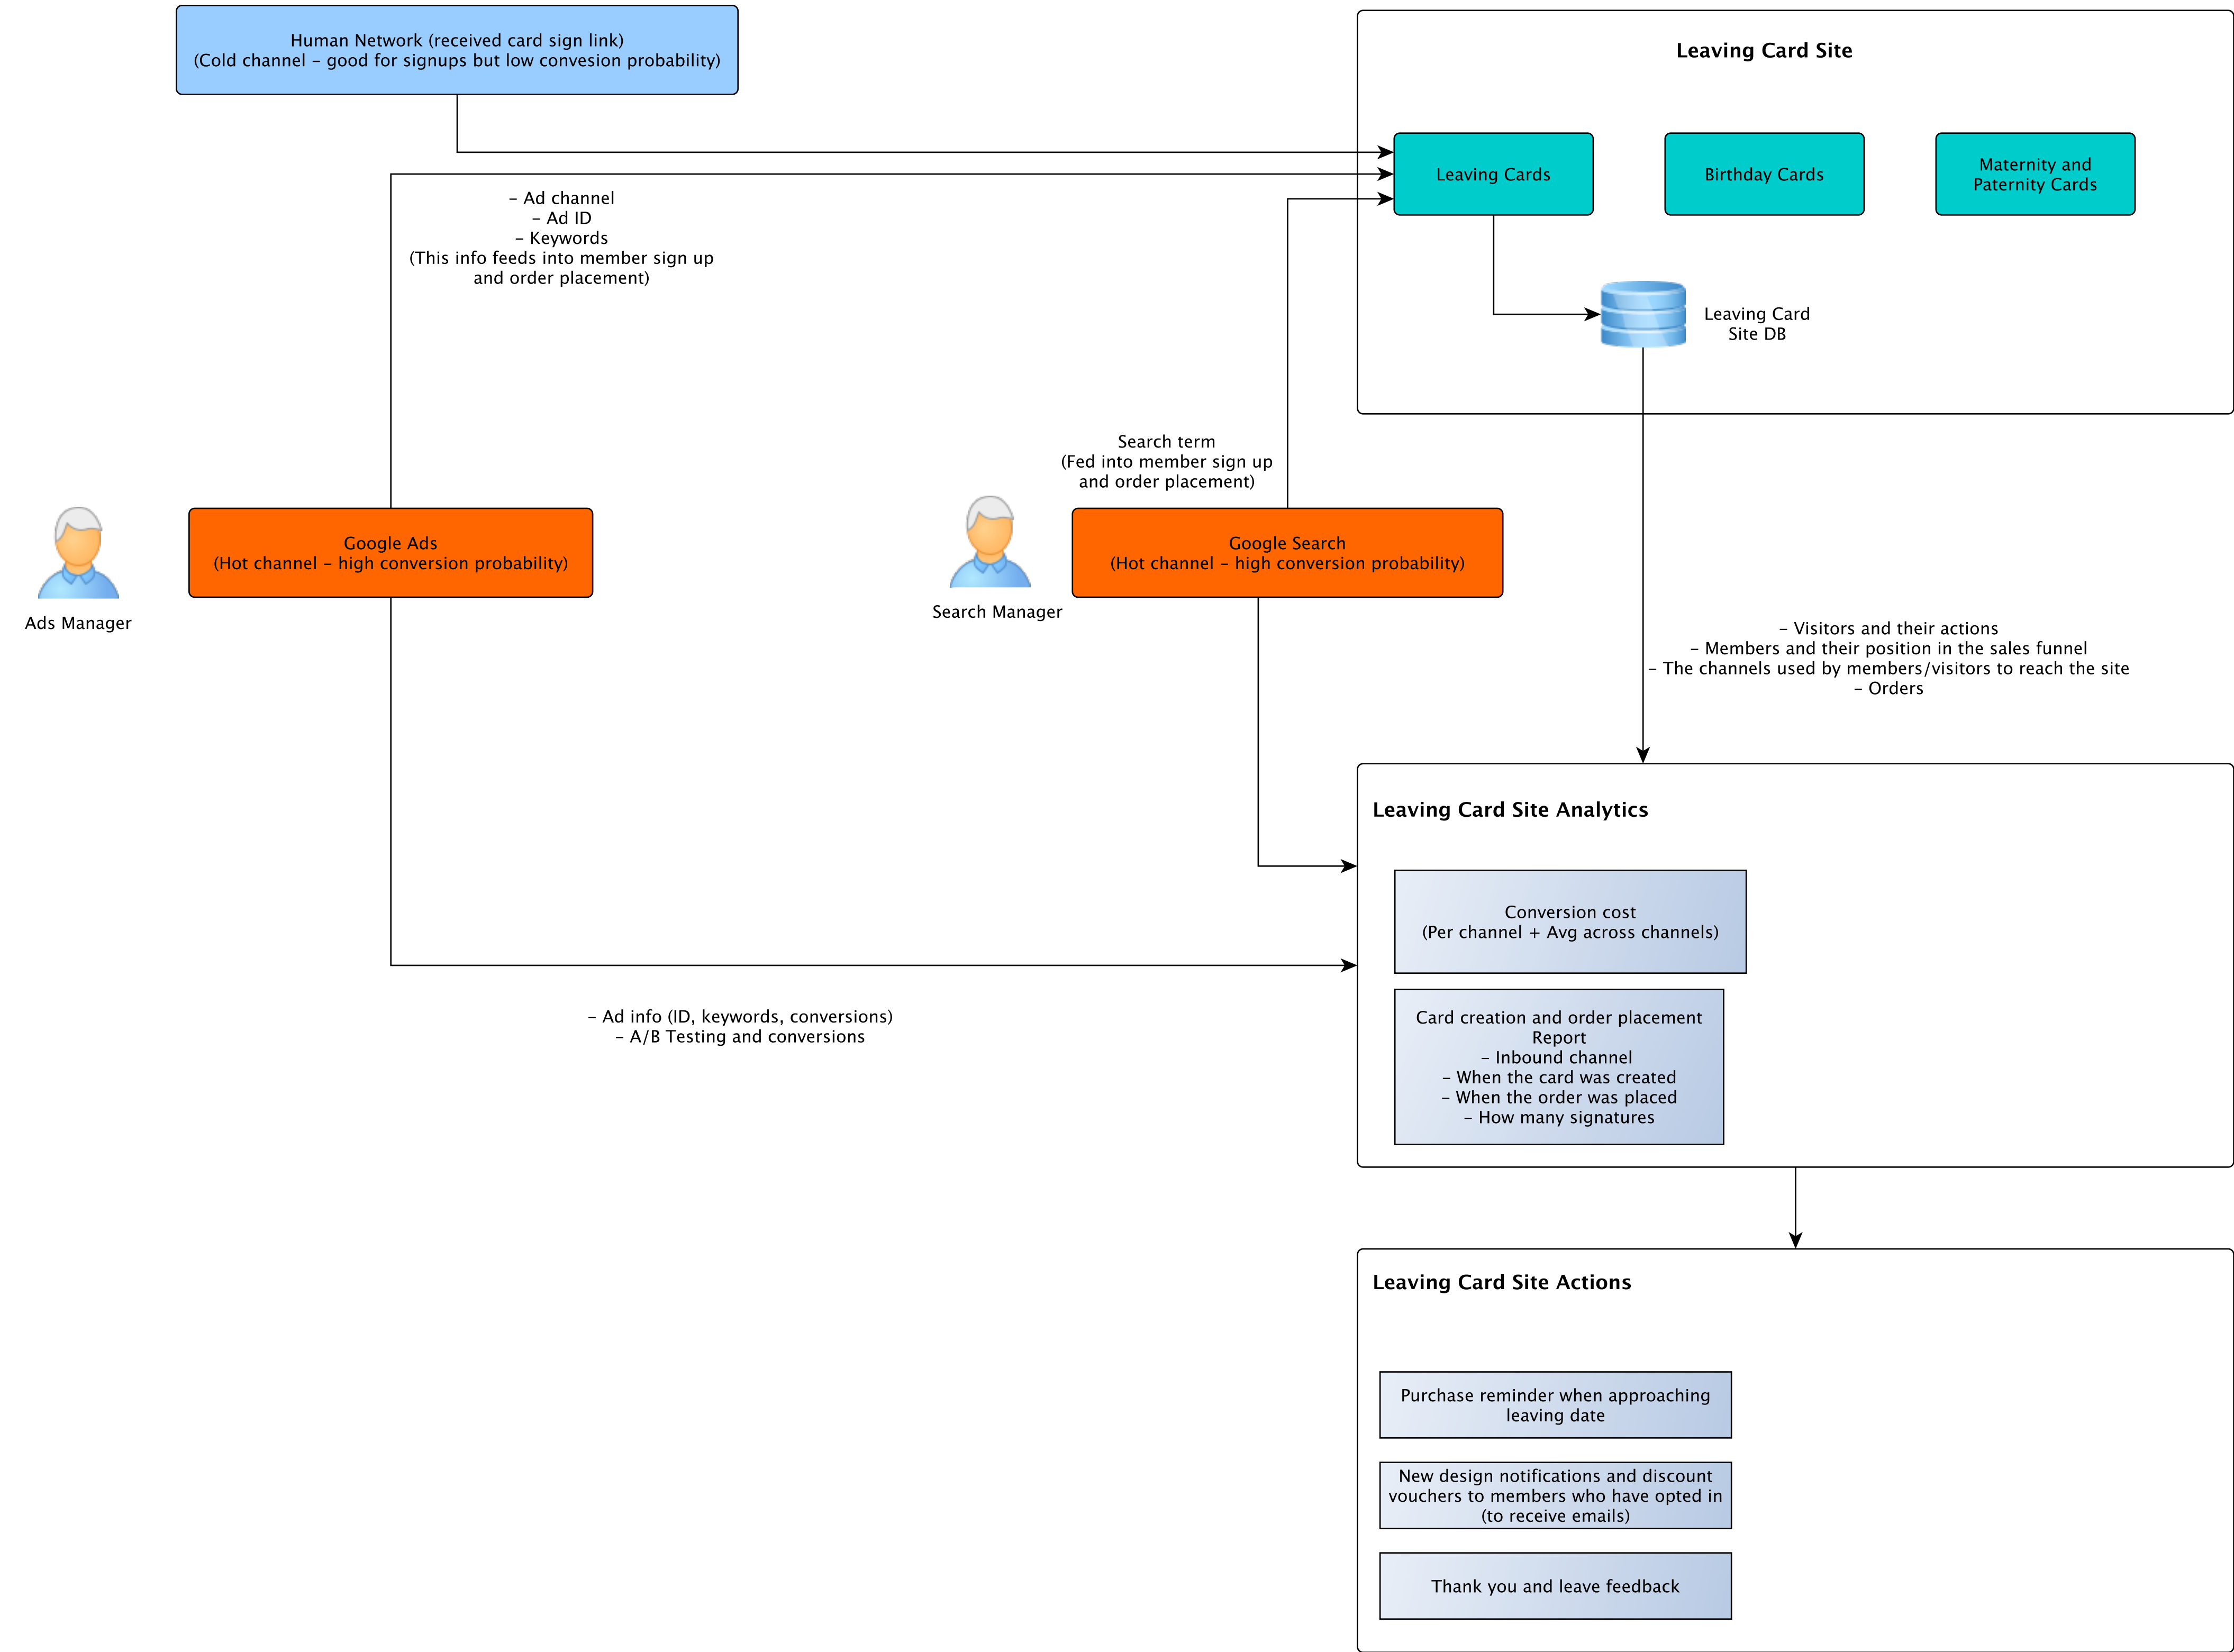 Human Network (received card sign link)
(Cold channel – good for signups but low convesion probability)
Leaving Card Site
Leaving Cards
Birthday Cards
Maternity and
Paternity Cards
– Ad channel
– Ad ID
– Keywords
(This info feeds into member sign up
and order placement)
Leaving Card
Site DB
Search term
(Fed into member sign up
and order placement)
Google Ads
(Hot channel – high conversion probability)
Google Search
(Hot channel – high conversion probability)
Ads Manager
Search Manager
– Visitors and their actions
– Members and their position in the sales funnel
– The channels used by members/visitors to reach the site
– Orders
Leaving Card Site Analytics
Conversion cost
(Per channel + Avg across channels)
– Ad info (ID, keywords, conversions)
– A/B Testing and conversions
Card creation and order placement
Report
– Inbound channel
– When the card was created
– When the order was placed
– How many signatures
Leaving Card Site Actions
Purchase reminder when approaching
leaving date
New design notifications and discount
vouchers to members who have opted in
(to receive emails)
Thank you and leave feedback